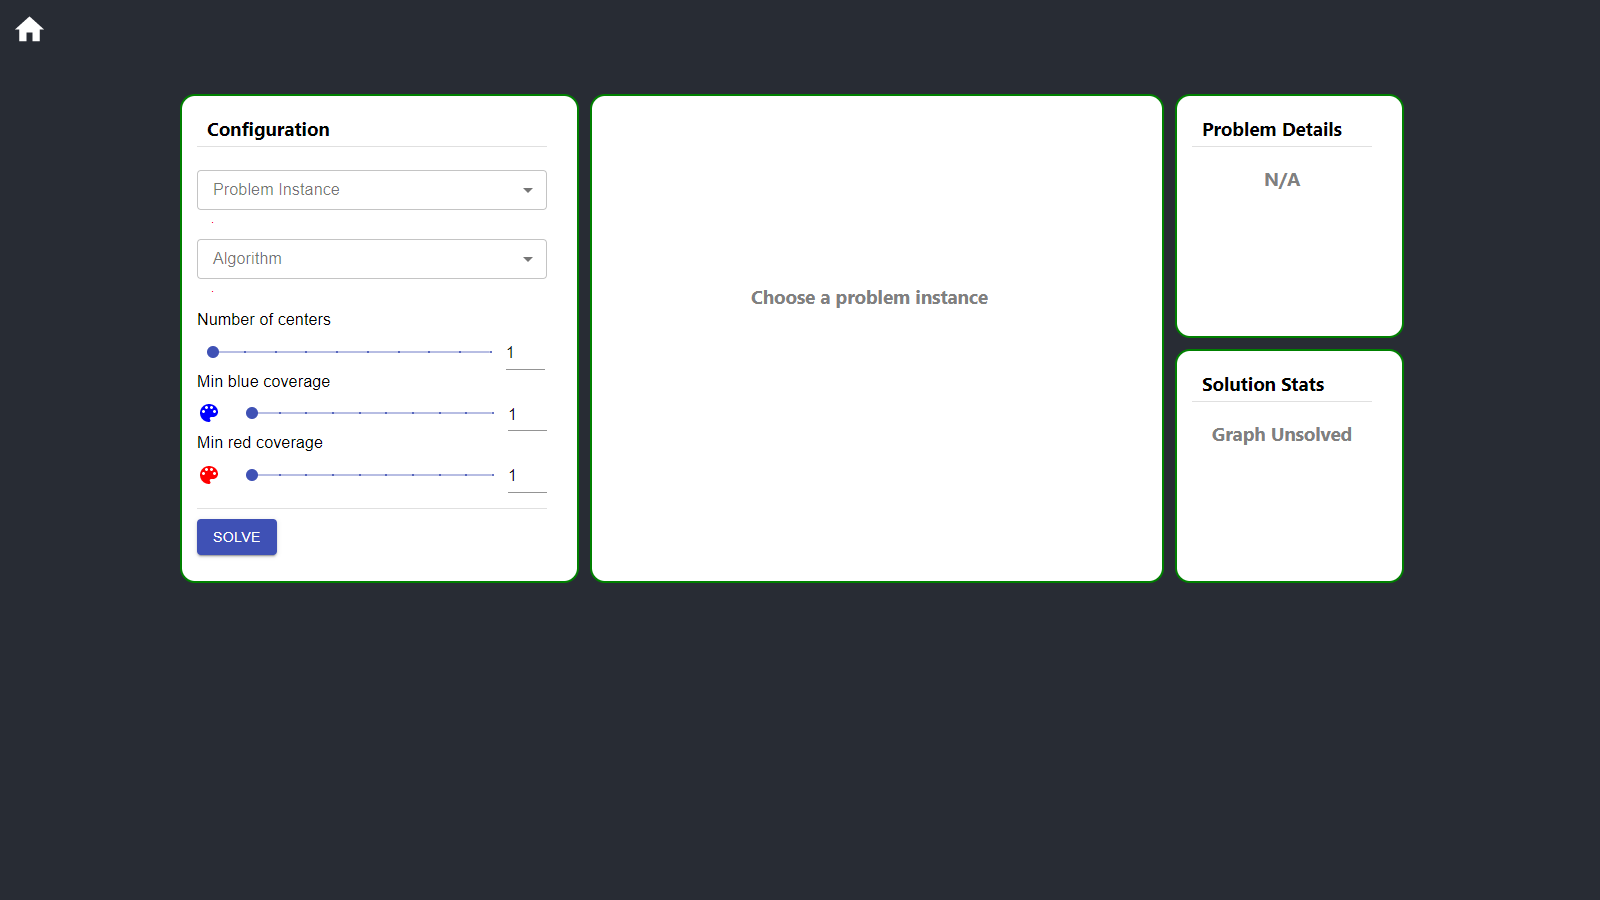 Configuration
Problem Instance
.
Algorithm
.
Number of centers
1
Min blue coverage
1
Min red coverage
1
SOLVE
Choose a problem instance
Problem Details
N/A
Solution Stats
Graph Unsolved